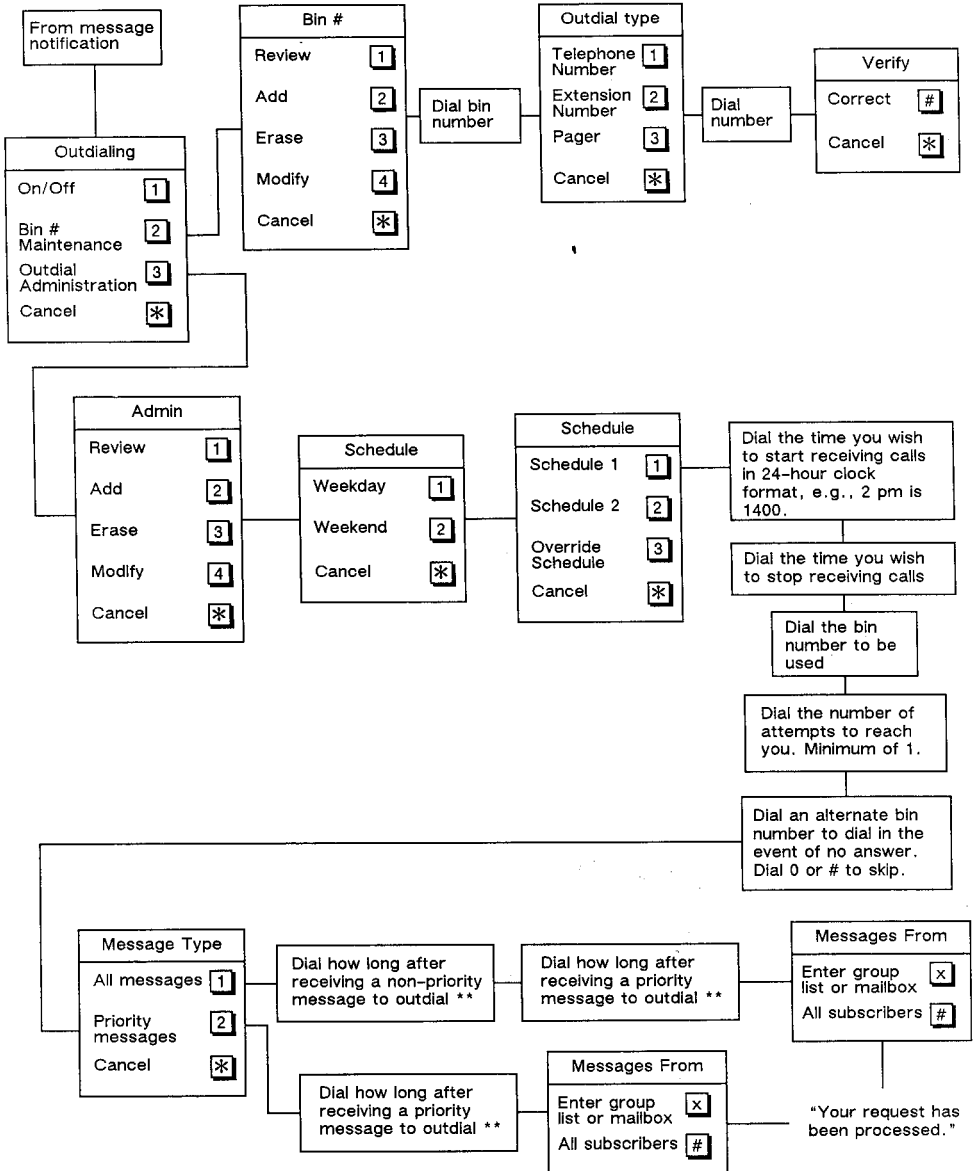 From message
notification
Outdialing
On/Off 1
Bin #
Maintenance 2
Outdial
Administration 3
Cancel *
Bin #
Review 1
Add 2
Erase 3
Modify 4
Cancel *
Dial bin
number
Outdial type
Telephone
Number 1
Extension
Number 2
Pager 3
Cancel *
Dial
number
Verify
Correct #
Cancel *
Admin
Review 1
Add 2
Erase 3
Modify 4
Cancel *
Schedule
Weekday 1
Weekend 2
Cancel *
Schedule
Schedule 1 1
Schedule 2 2
Override
Schedule 3
Cancel *
Dial the time you wish
to start receiving calls
in 24-hour clock
format, e.g., 2 pm is
1400.
Dial the time you wish
to stop receiving calls
Dial the bin
number to be
used
Dial the number of
attempts to reach
you. Minimum of 1.
Dial an alternate bin
number to dial in the
event of no answer.
Dial 0 or # to skip.
Message Type
All messages 1
Priority
messages 2
Cancel *
Dial how long after
receiving a non-priority
message to outdial **
Dial how long after
receiving a priority
message to outdial **
Messages From
Enter group
list or mailbox x
All subscribers #
Dial how long after
receiving a priority
message to outdial **
Messages From
Enter group
list or mailbox x
All subscribers #
"Your request has
been processed."